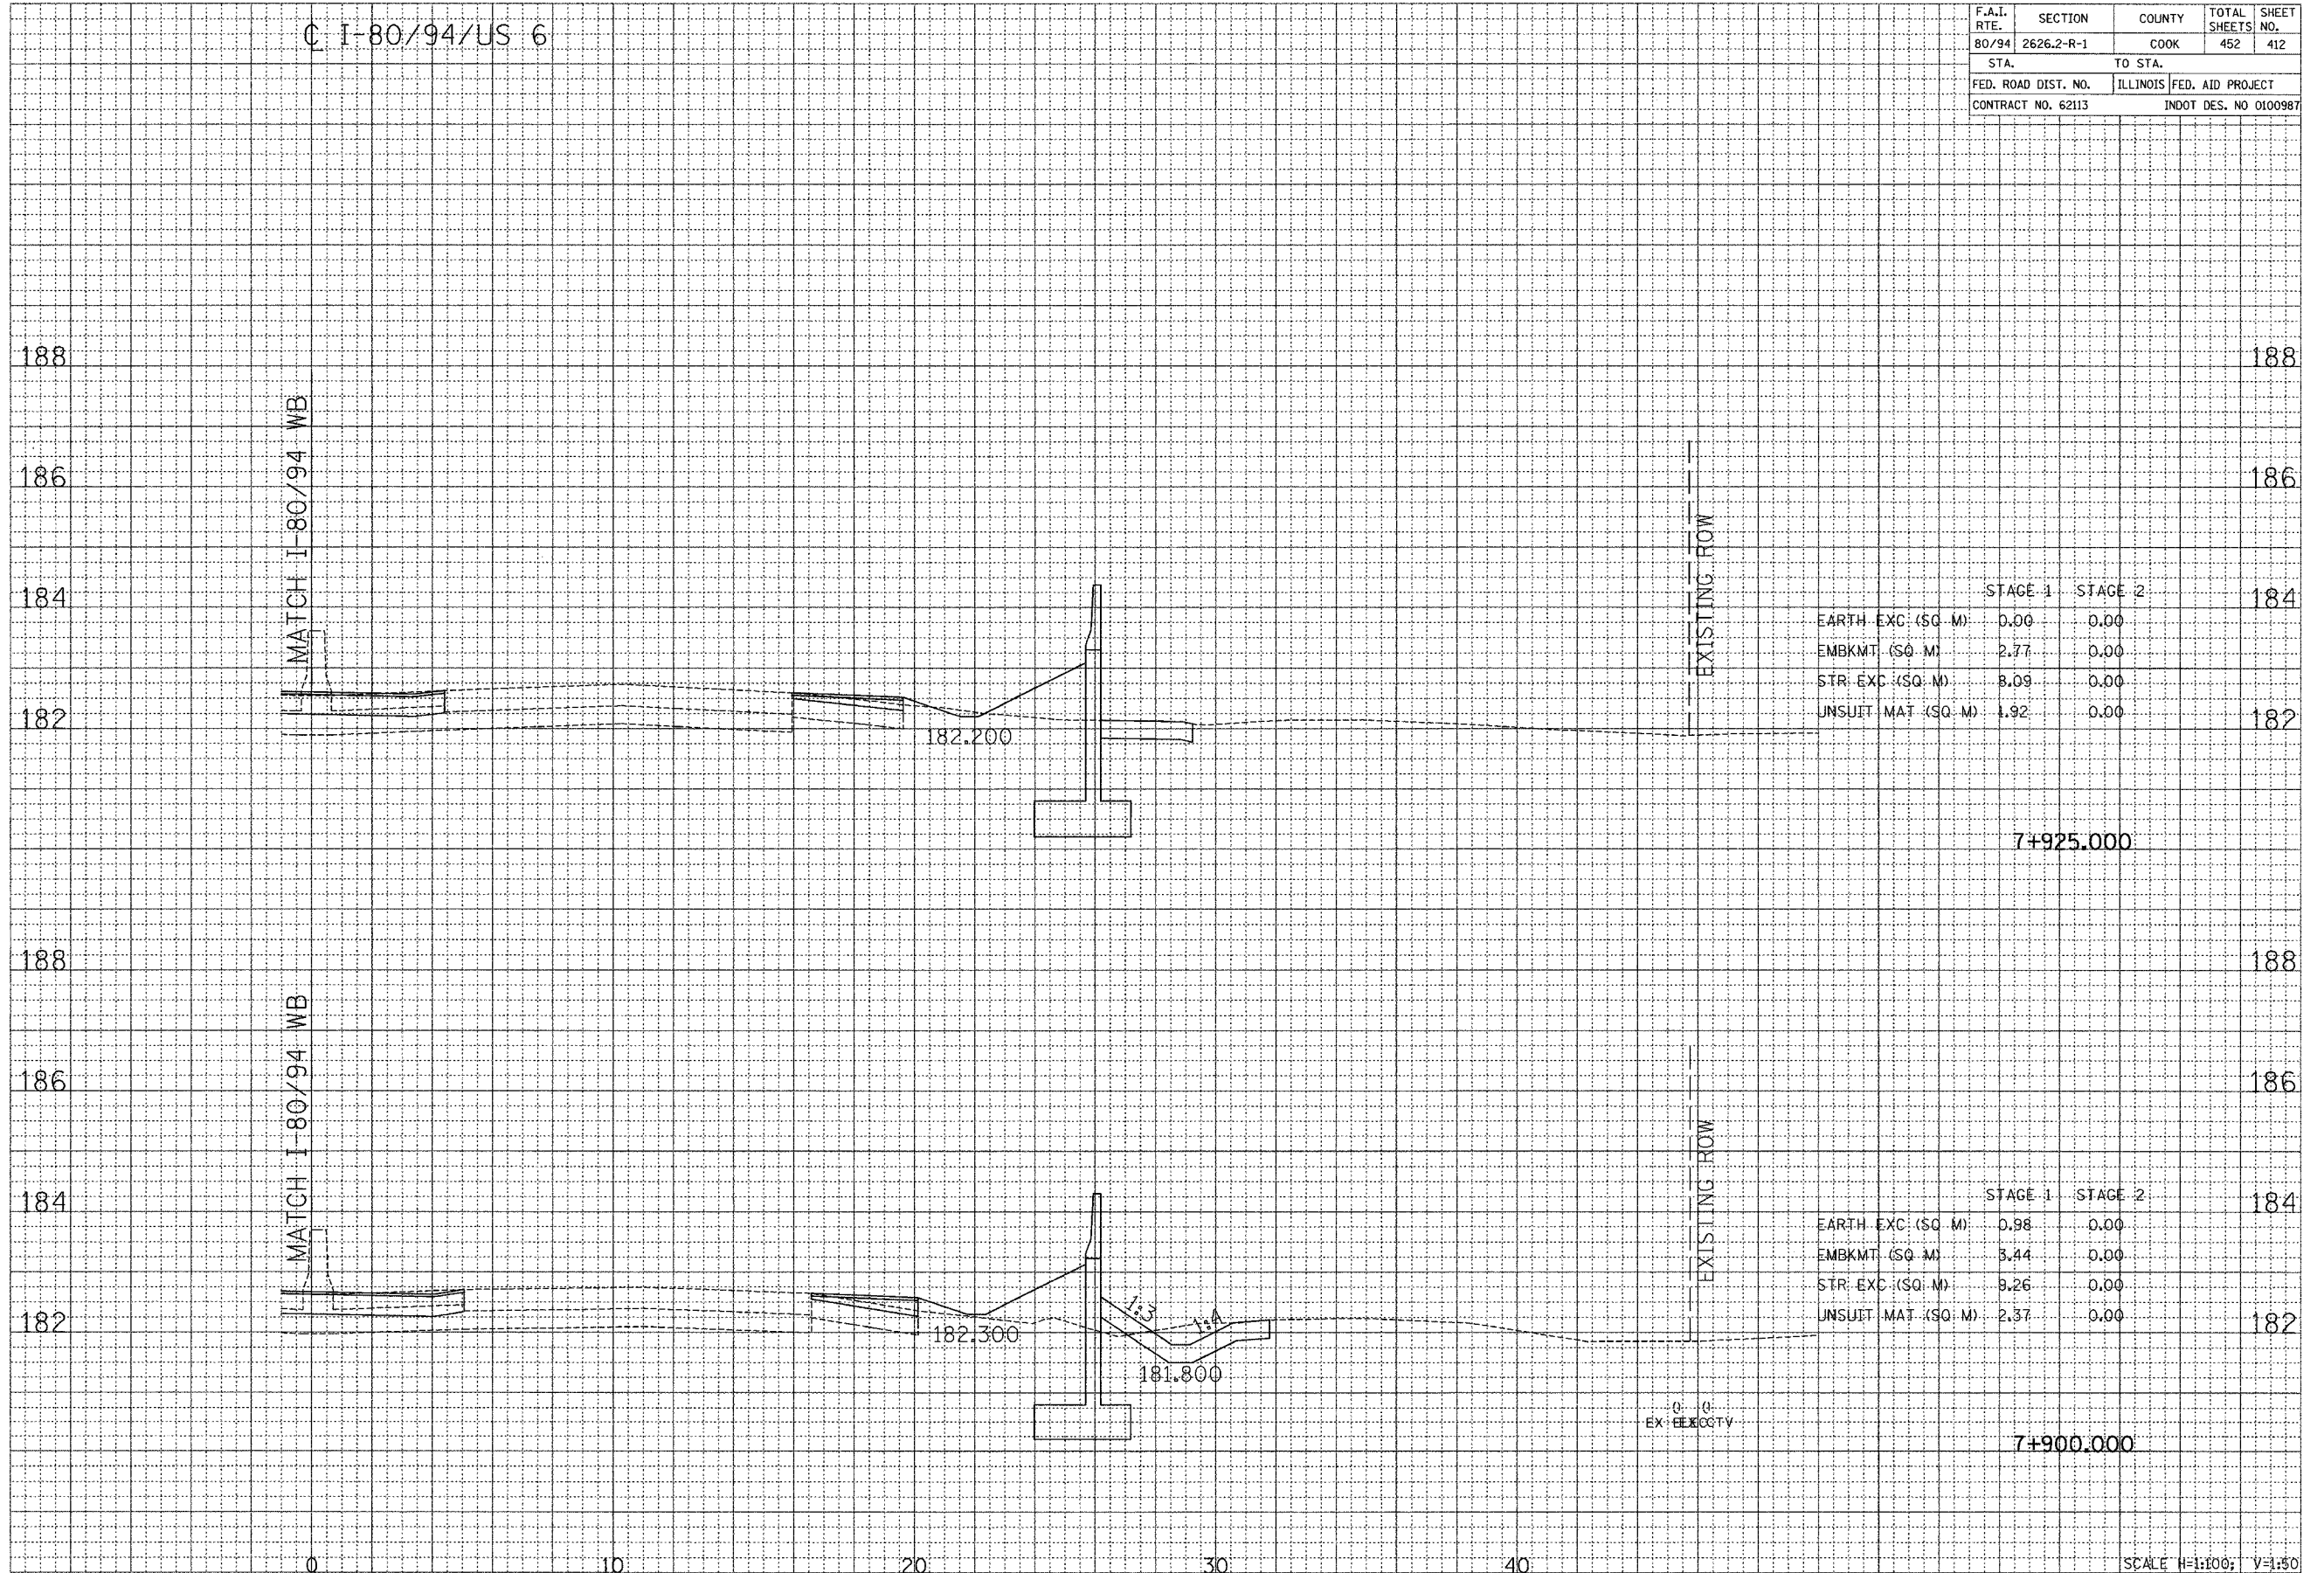 ℄ I-80/94/US 6
F.A.I. RTE. SECTION COUNTY TOTAL SHEETS SHEET NO.
80/94 2626.2-R-1 COOK 452 412
STA. TO STA.
FED. ROAD DIST. NO. ILLINOIS FED. AID PROJECT
CONTRACT NO. 62113 INDOT DES. NO 0100987
188 188
MATCH I-80/94 WB
186 186
EXISTING ROW
184 184
STAGE 1 STAGE 2
EARTH EXC (SQ M) 0.00 0.00
EMBKMT (SQ M) 2.77 0.00
STR EXC (SQ M) 8.09 0.00
UNSUIT MAT (SQ M) 1.92 0.00
182 182
182.200
7+925.000
188 188
MATCH I-80/94 WB
186 186
EXISTING ROW
184 184
STAGE 1 STAGE 2
EARTH EXC (SQ M) 0.98 0.00
EMBKMT (SQ M) 3.44 0.00
STR EXC (SQ M) 9.26 0.00
UNSUIT MAT (SQ M) 2.37 0.00
1:3 1:4
182 182
182.300
181.800
0 0
7+900.000
0 10 20 30 40
SCALE H=1:100; V=1:50